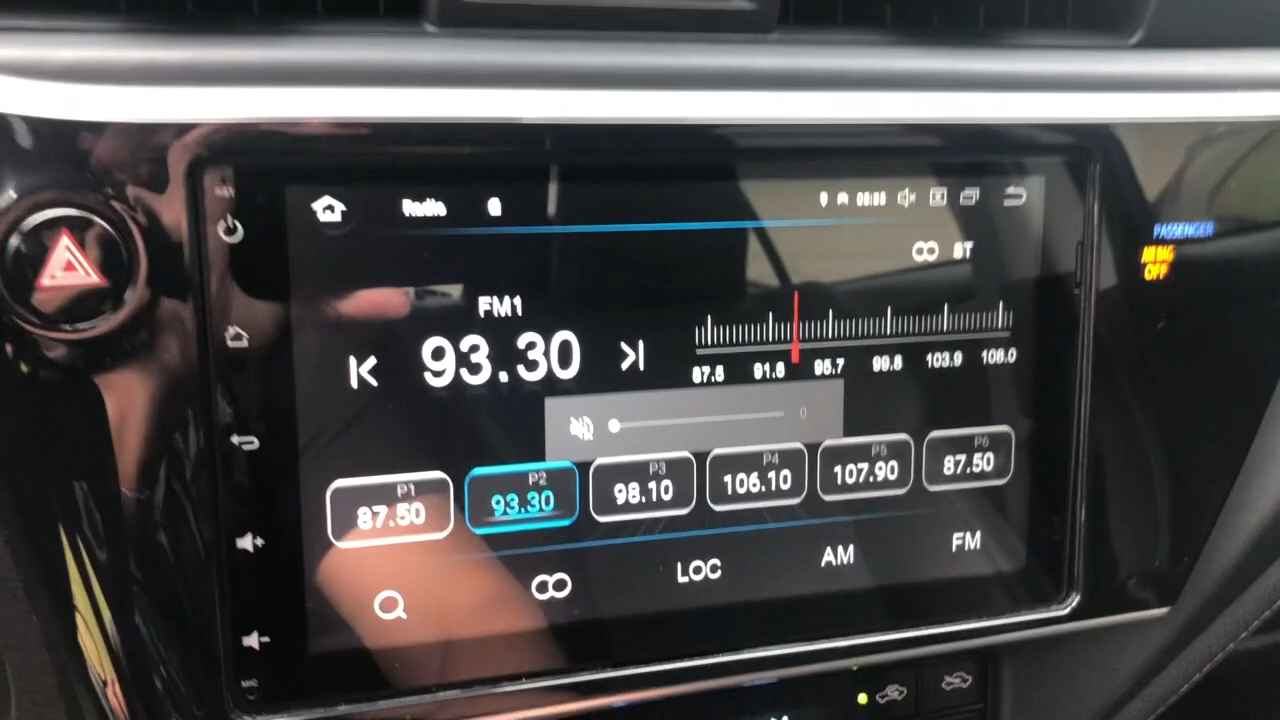 Radio
ST
PASSENGER
AIR BAG
OFF
FM1
93.30
87.5 91.6 95.7 99.8 103.9 108.0
0
P1
87.50
P2
93.30
P3
98.10
P4
106.10
P5
107.90
P6
87.50
LOC
AM
FM
MIC